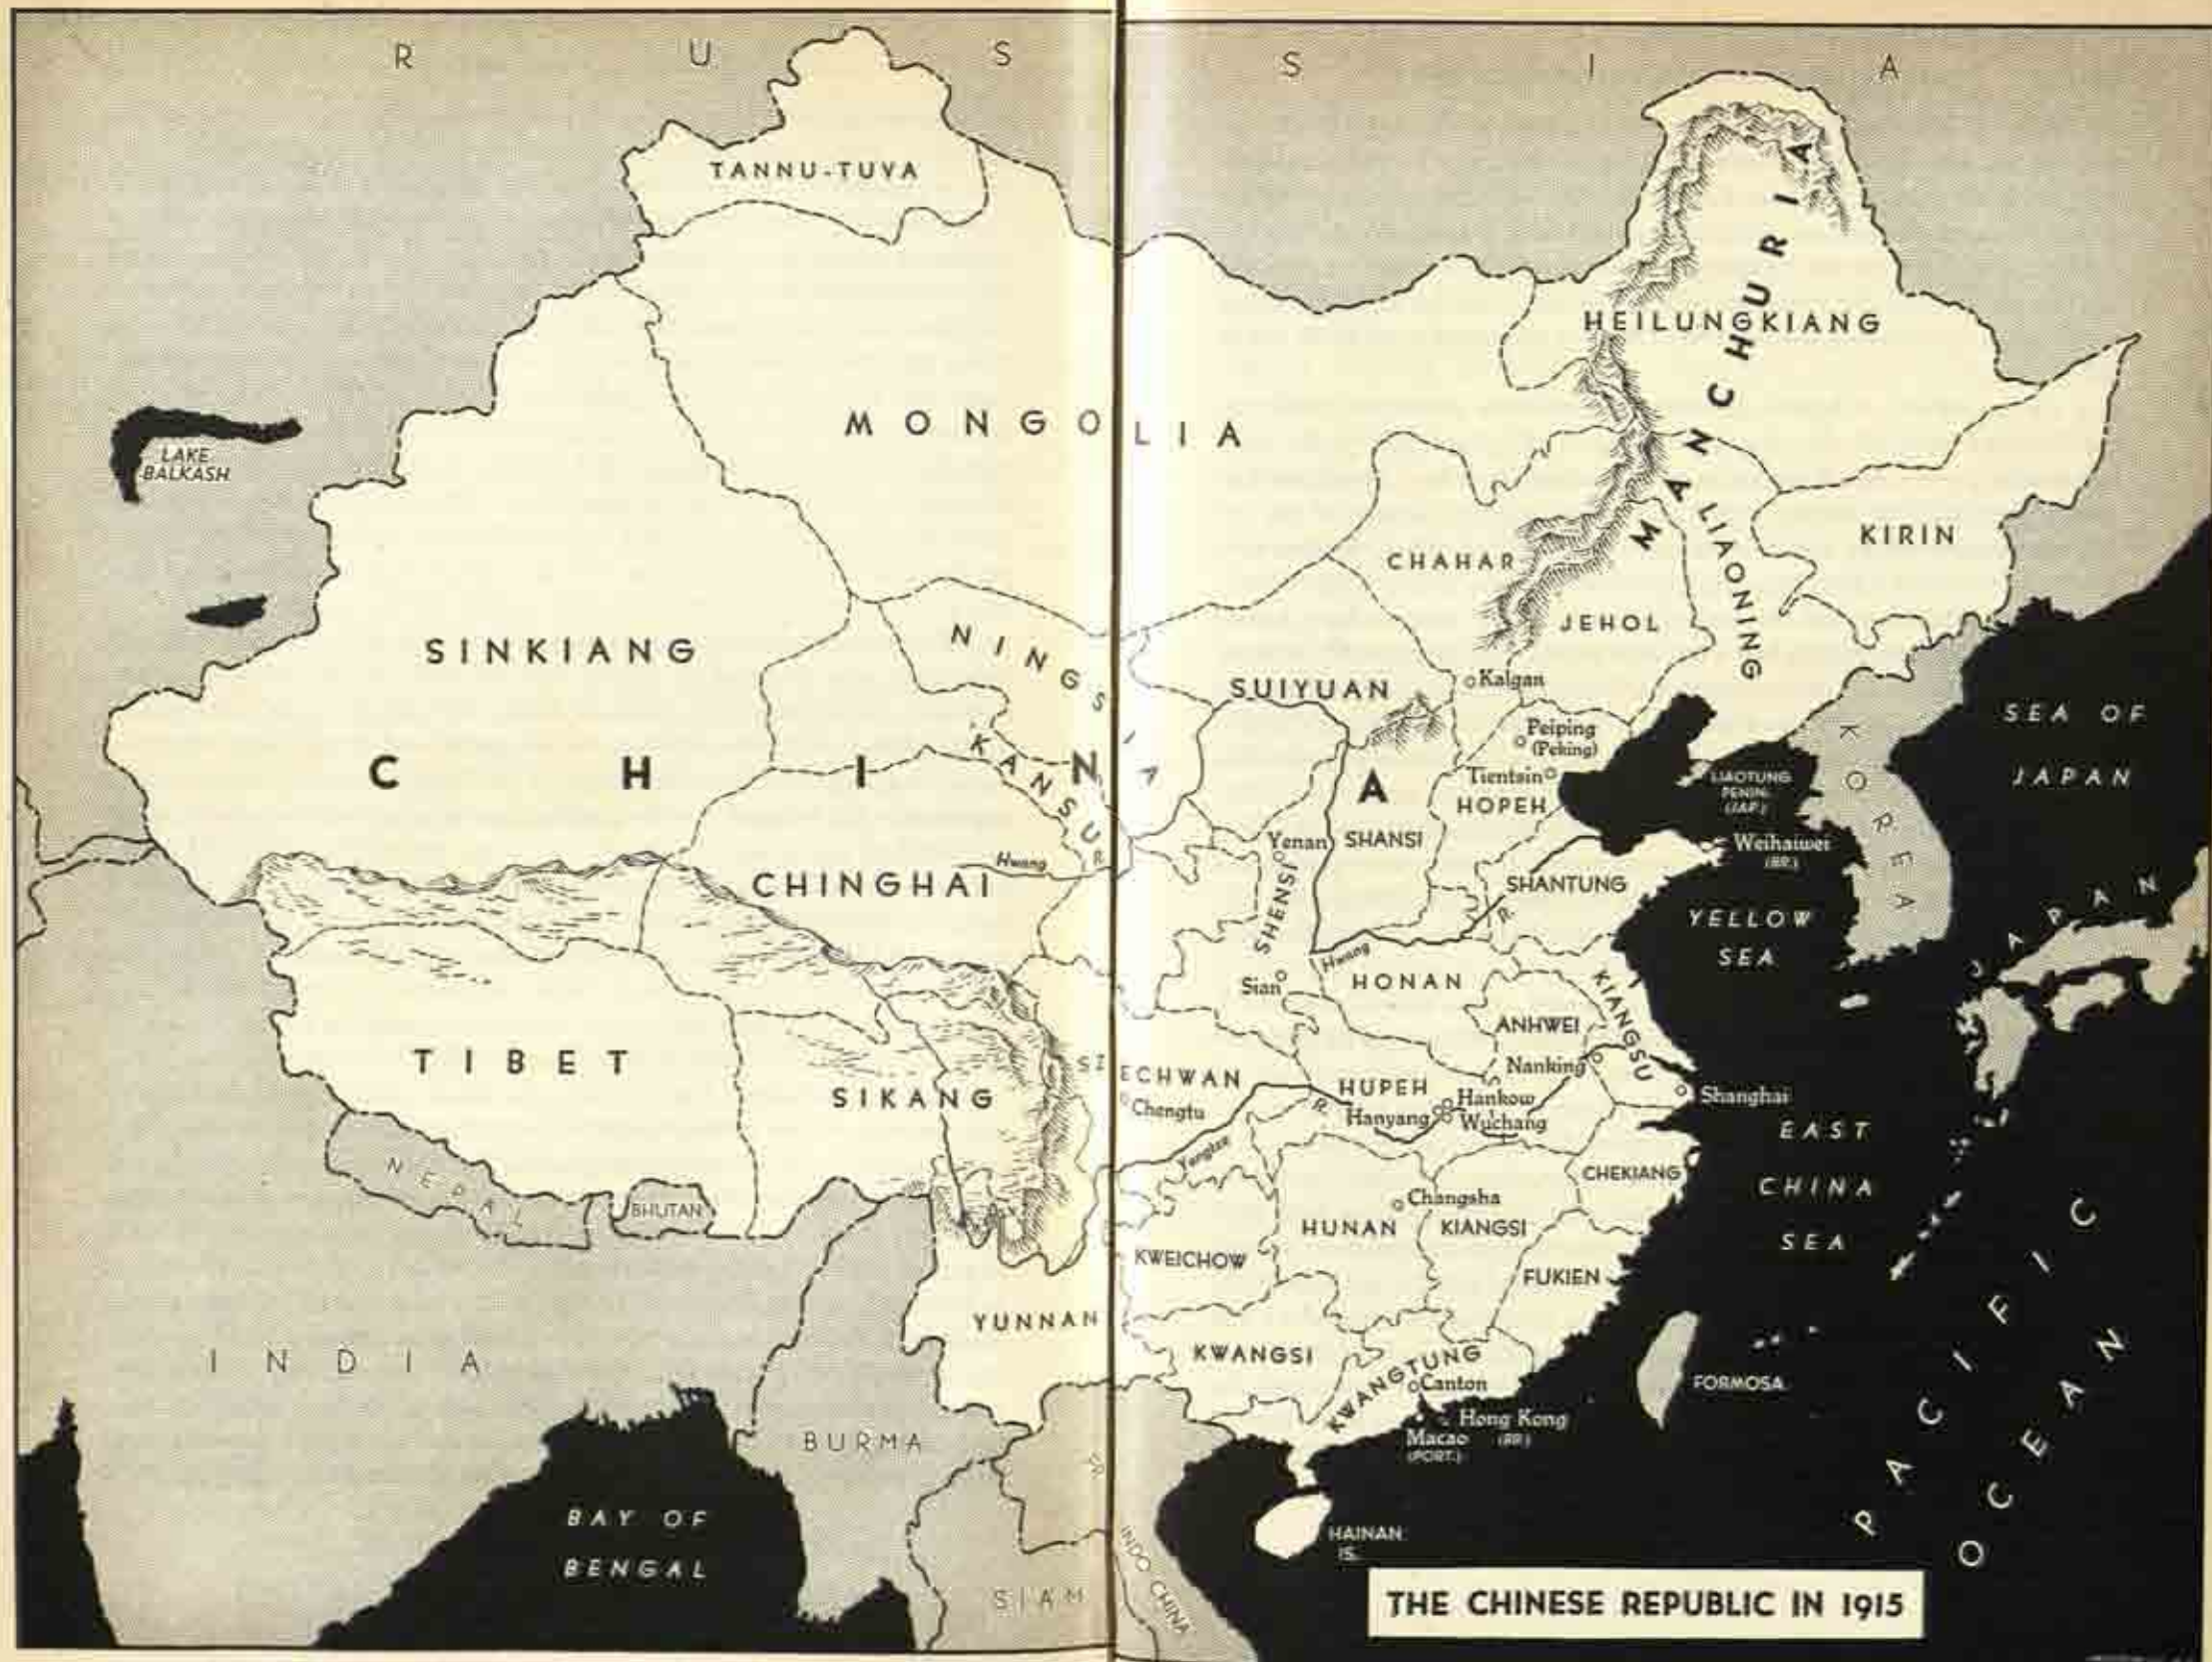 RUSSIA
TANNU-TUVA
MONGOLIA
MANCHURIA
HEILUNGKIANG
KIRIN
LIAONING
LAKE
BALKASH
CHAHAR
JEHOL
SINKIANG
NINGSIA
SUIYUAN
Kalgan
Peiping
(Peking)
Tientsin
HOPEH
CHINA
KANSU
LIAOTUNG
PENIN.
(JAP.)
KOREA
SEA OF
JAPAN
Yenan
SHANSI
Weihaiwei
(BR.)
Hwang
R.
CHINGHAI
SHENSI
SHANTUNG
YELLOW
SEA
JAPAN
Sian
Hwang
R.
HONAN
KIANGSU
ANHWEI
Nanking
TIBET
SIKANG
SZECHWAN
Chengtu
HUPEH
Hankow
Hanyang
Wuchang
Shanghai
Yangtze
R.
EAST
CHINA
SEA
NEPAL
BHUTAN
CHEKIANG
Changsha
HUNAN
KIANGSI
KWEICHOW
FUKIEN
YUNNAN
KWANGSI
KWANGTUNG
Canton
Hong Kong
(BR.)
Macao
(PORT.)
FORMOSA
PACIFIC
OCEAN
INDIA
BURMA
BAY OF
BENGAL
SIAM
INDO CHINA
HAINAN
IS.
THE CHINESE REPUBLIC IN 1915